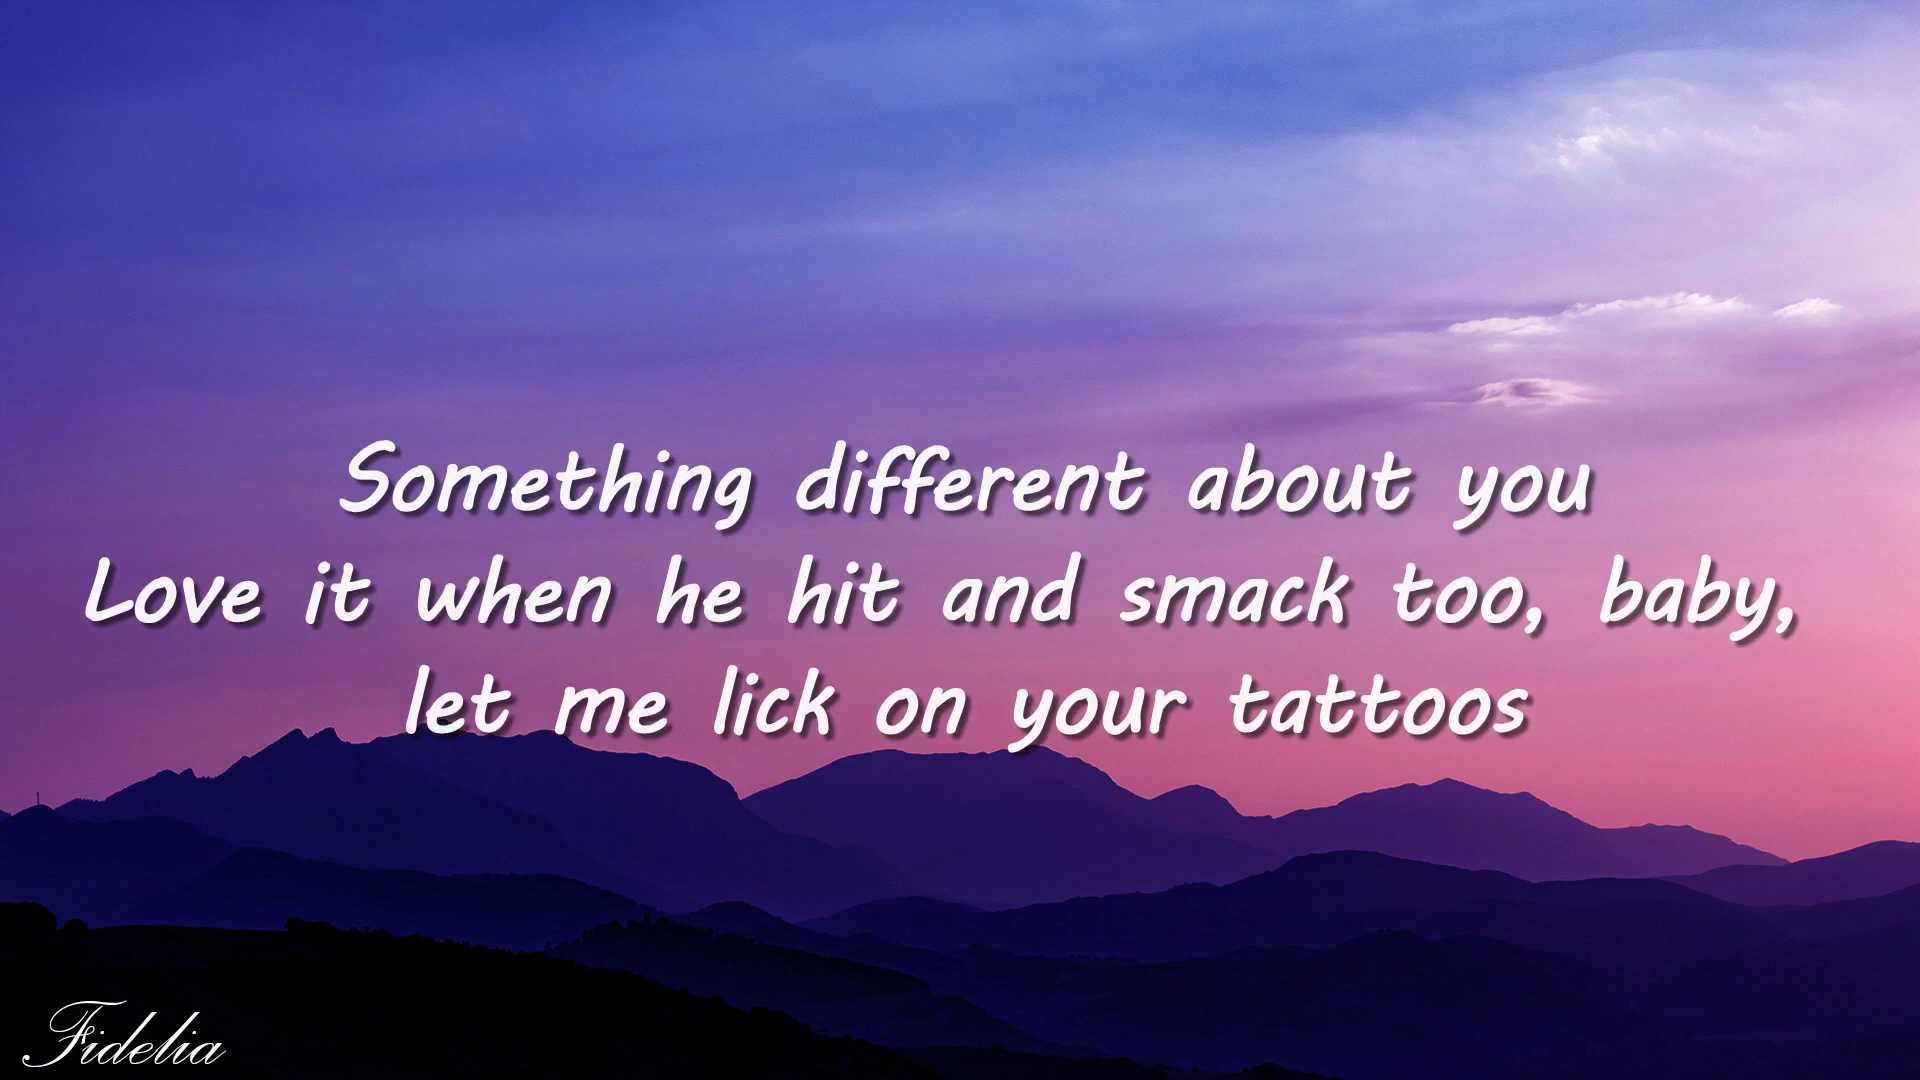 Something different about you
Love it when he hit and smack too, baby,
let me lick on your tattoos
Fidelia